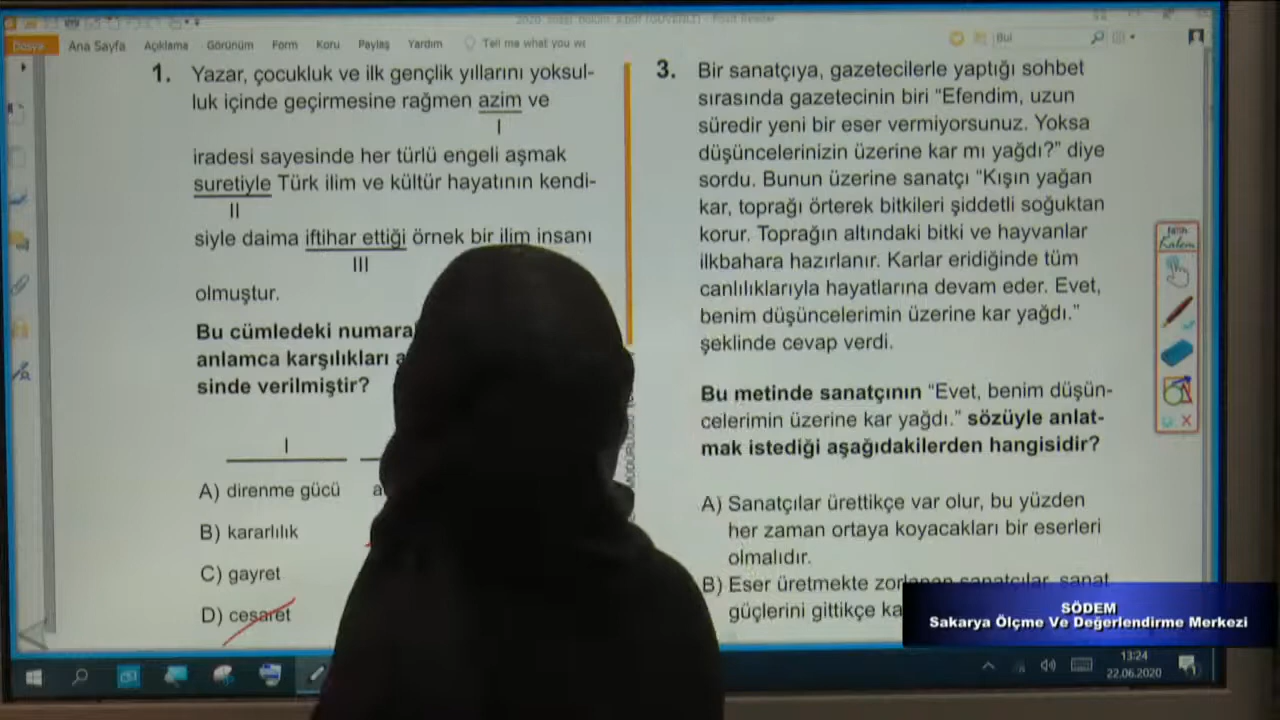 Dosya Ana Sayfa Açıklama Görünüm Form Koru Paylaş Yardım Tell me what you Bul
1. Yazar, çocukluk ve ilk gençlik yıllarını yoksul-
luk içinde geçirmesine rağmen azim ve
I
iradesi sayesinde her türlü engeli aşmak
suretiyle Türk ilim ve kültür hayatının kendi-
II
siyle daima iftihar ettiği örnek bir ilim insanı
III
olmuştur.
Bu cümledeki numara
anlamca karşılıkları a
sinde verilmiştir?
I
A) direnme gücü a
B) kararlılık
C) gayret
D) cesaret
3. Bir sanatçıya, gazetecilerle yaptığı sohbet
sırasında gazetecinin biri “Efendim, uzun
süredir yeni bir eser vermiyorsunuz. Yoksa
düşüncelerinizin üzerine kar mı yağdı?” diye
sordu. Bunun üzerine sanatçı “Kışın yağan
kar, toprağı örterek bitkileri şiddetli soğuktan
korur. Toprağın altındaki bitki ve hayvanlar
ilkbahara hazırlanır. Karlar eridiğinde tüm
canlılıklarıyla hayatlarına devam eder. Evet,
benim düşüncelerimin üzerine kar yağdı.”
şeklinde cevap verdi.
Bu metinde sanatçının “Evet, benim düşün-
celerimin üzerine kar yağdı.” sözüyle anlat-
mak istediği aşağıdakilerden hangisidir?
A) Sanatçılar ürettikçe var olur, bu yüzden
her zaman ortaya koyacakları bir eserleri
olmalıdır.
B) Eser üretmekte zorlanan sanatçılar, sanat
güçlerini gittikçe ka
Kalem
SÖDEM
Sakarya Ölçme Ve Değerlendirme Merkezi
13:24
22.06.2020